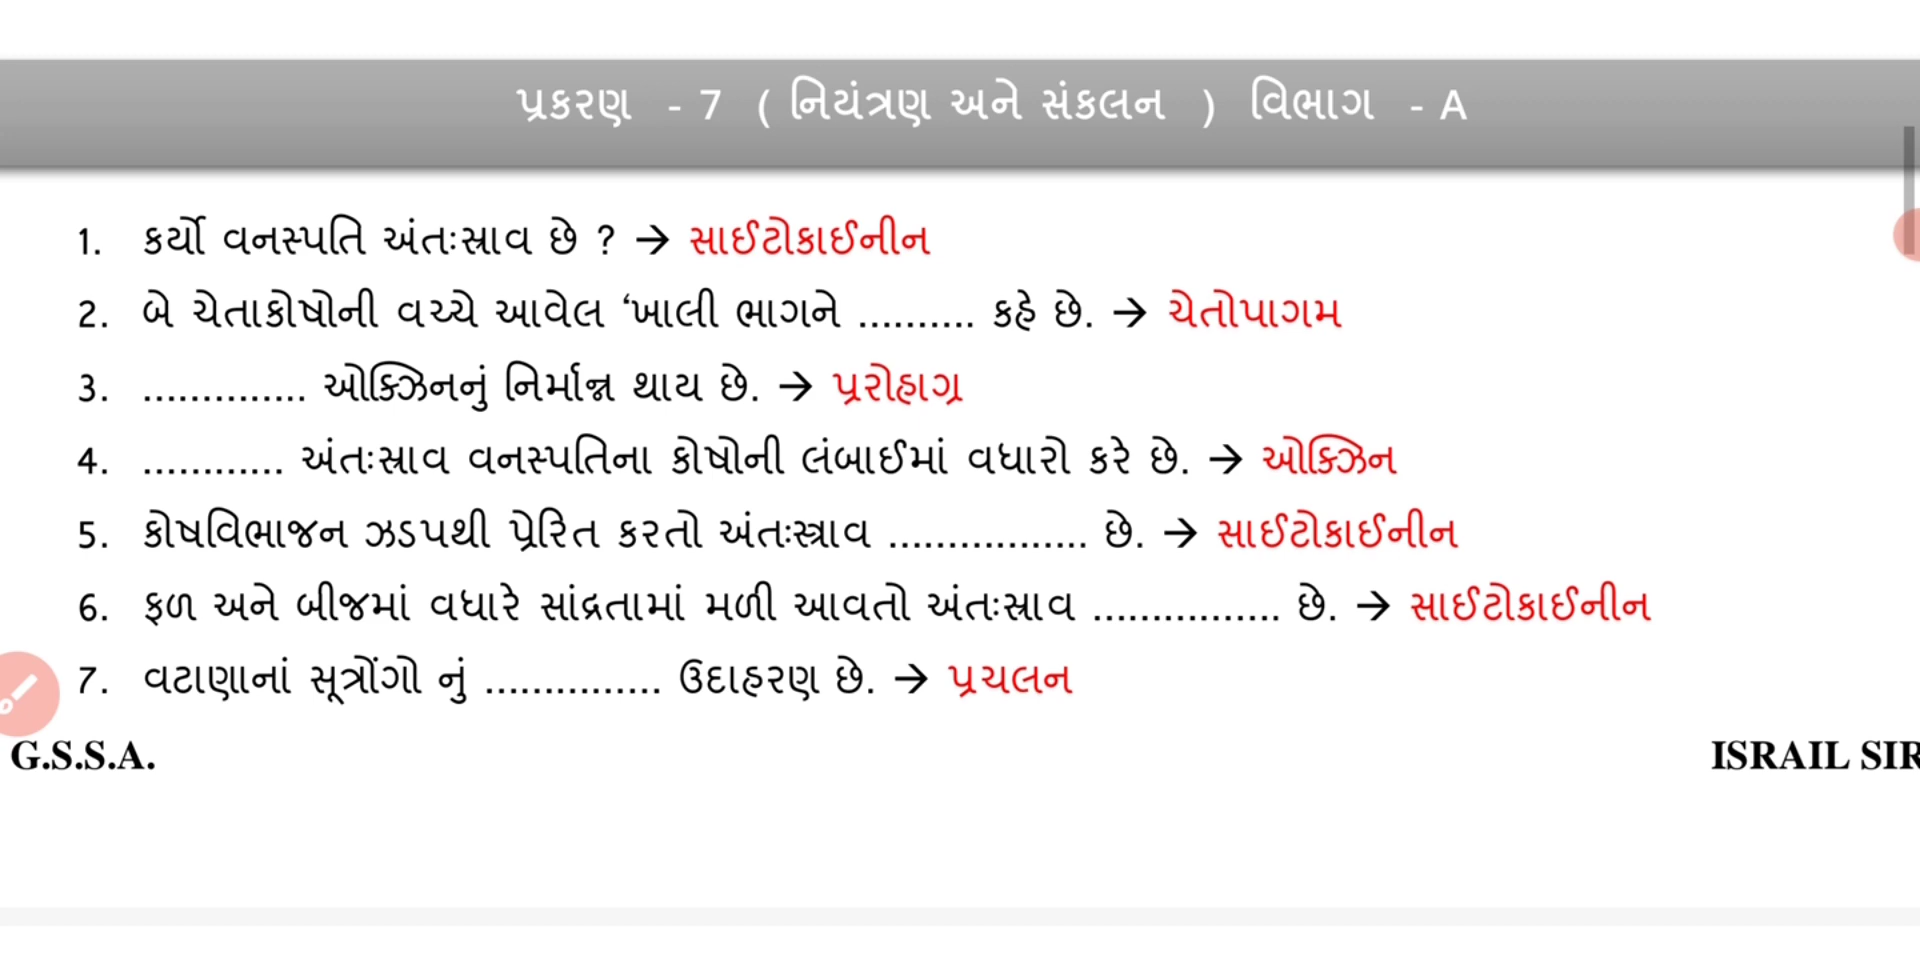 પ્રકરણ - 7 ( નિયંત્રણ અને સંકલન ) વિભાગ - A
1. કર્યો વનસ્પતિ અંતઃસ્રાવ છે ? → સાઈટોકાઈનીન
2. બે ચેતાકોષોની વચ્ચે આવેલ ‘ખાલી ભાગને .......... કહે છે. → ચેતોપાગમ
3. .............. ઓક્ઝિનનું નિર્માન્ન થાય છે. → પ્રરોહાગ્ર
4. ............ અંતઃસ્રાવ વનસ્પતિના કોષોની લંબાઈમાં વધારો કરે છે. → ઓક્ઝિન
5. કોષવિભાજન ઝડપથી પ્રેરિત કરતો અંતઃસ્ત્રાવ ................. છે. → સાઈટોકાઈનીન
6. ફળ અને બીજમાં વધારે સાંદ્રતામાં મળી આવતો અંતઃસ્રાવ ................ છે. → સાઈટોકાઈનીન
7. વટાણાનાં સૂત્રોંગો નું ............... ઉદાહરણ છે. → પ્રચલન
G.S.S.A. ISRAIL SIR